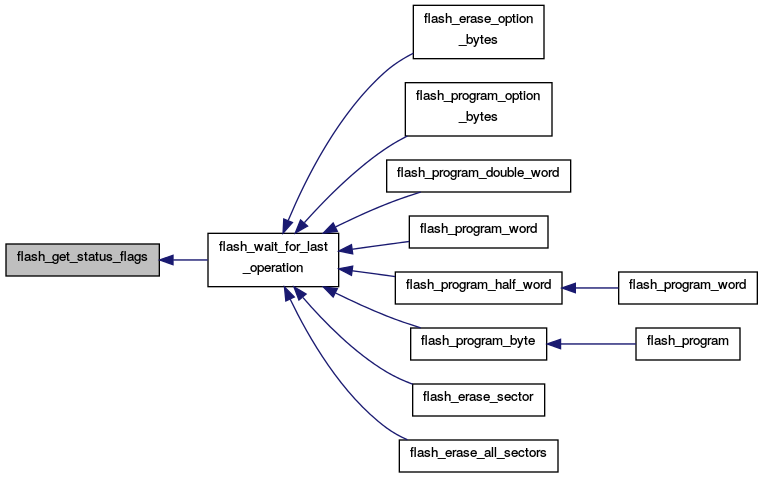 flash_erase_option
_bytes
flash_program_option
_bytes
flash_program_double_word
flash_program_word
flash_get_status_flags
flash_wait_for_last
_operation
flash_program_half_word
flash_program_word
flash_program_byte
flash_program
flash_erase_sector
flash_erase_all_sectors